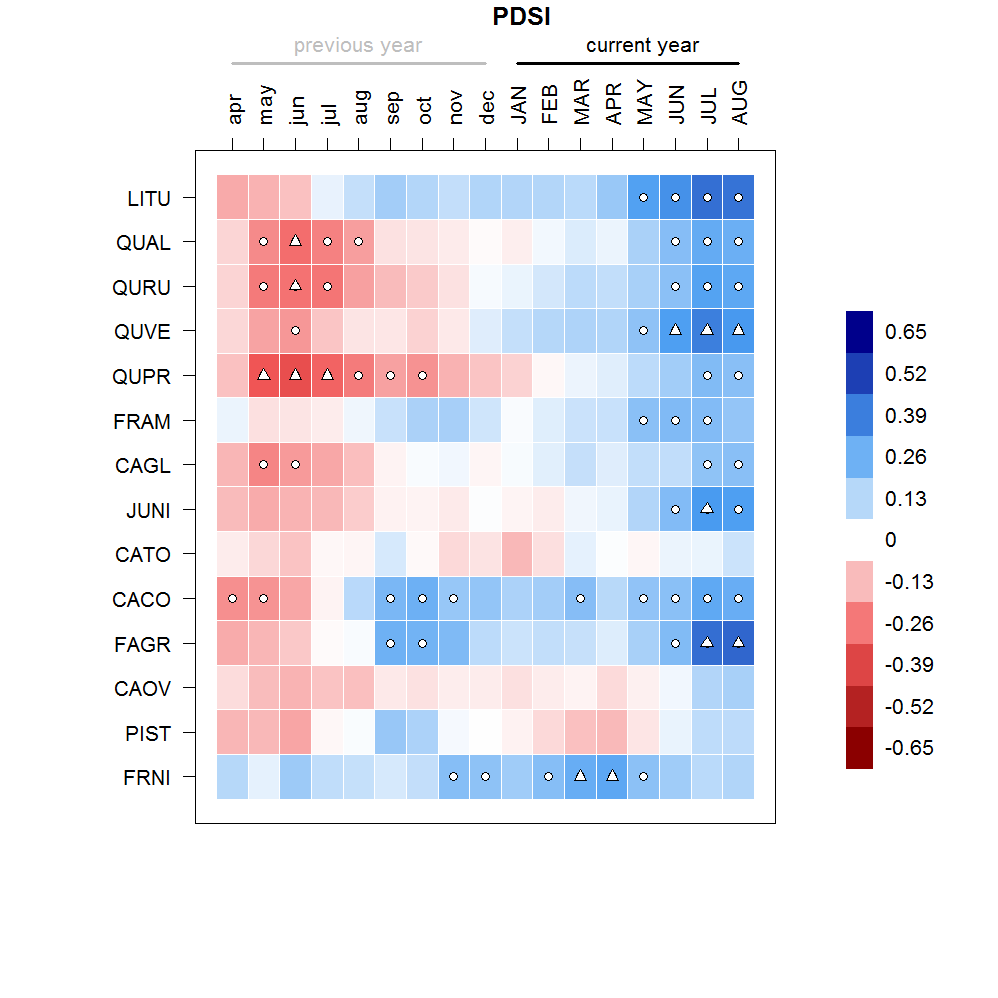 PDSI
previous year current year
apr may jun jul aug sep oct nov dec JAN FEB MAR APR MAY JUN JUL AUG
LITU
QUAL
QURU
QUVE
QUPR
FRAM
CAGL
JUNI
CATO
CACO
FAGR
CAOV
PIST
FRNI
0.65
0.52
0.39
0.26
0.13
0
-0.13
-0.26
-0.39
-0.52
-0.65